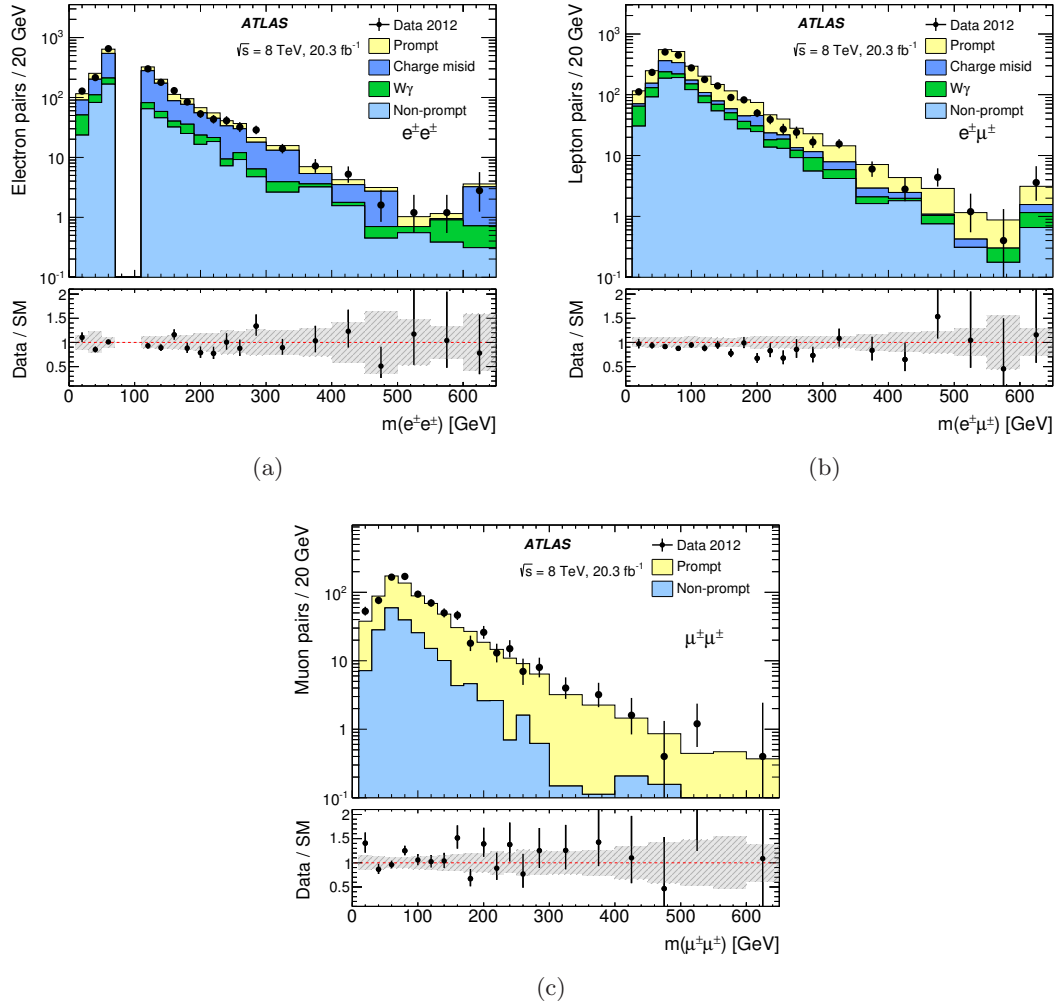 Electron pairs / 20 GeV
ATLAS
√s = 8 TeV, 20.3 fb⁻¹
Data 2012
Prompt
Charge misid
Wγ
Non-prompt
e±e±
10³
10²
10
1
10⁻¹
Data / SM
2
1.5
1
0.5
0 100 200 300 400 500 600
m(e±e±) [GeV]
(a)
Lepton pairs / 20 GeV
ATLAS
√s = 8 TeV, 20.3 fb⁻¹
Data 2012
Prompt
Charge misid
Wγ
Non-prompt
e±μ±
10³
10²
10
1
10⁻¹
Data / SM
2
1.5
1
0.5
0 100 200 300 400 500 600
m(e±μ±) [GeV]
(b)
Muon pairs / 20 GeV
ATLAS
√s = 8 TeV, 20.3 fb⁻¹
Data 2012
Prompt
Non-prompt
μ±μ±
10²
10
1
10⁻¹
Data / SM
2
1.5
1
0.5
0 100 200 300 400 500 600
m(μ±μ±) [GeV]
(c)